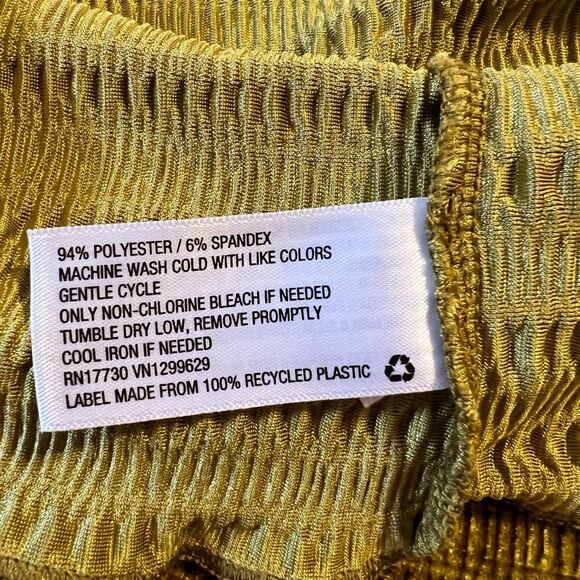 94% POLYESTER / 6% SPANDEX
MACHINE WASH COLD WITH LIKE COLORS
GENTLE CYCLE
ONLY NON-CHLORINE BLEACH IF NEEDED
TUMBLE DRY LOW, REMOVE PROMPTLY
COOL IRON IF NEEDED
RN17730 VN1299629
LABEL MADE FROM 100% RECYCLED PLASTIC